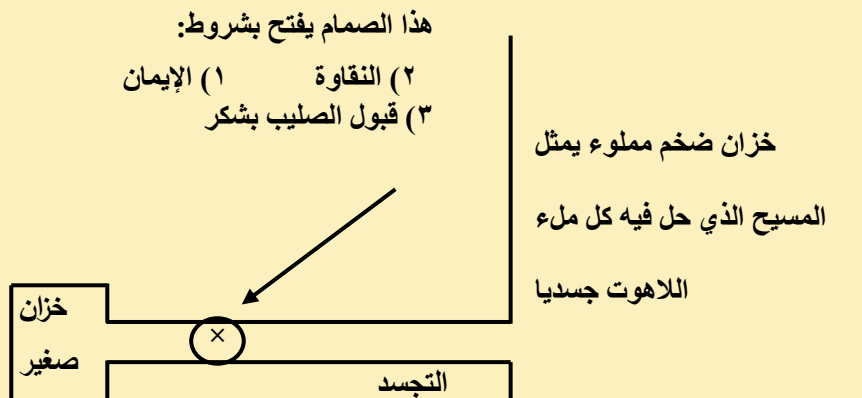 هذا الصمام يفتح بشروط:
٢) النقاوة ١) الإيمان
٣) قبول الصليب بشكر
خزان ضخم مملوء يمثل
المسيح الذي حل فيه كل ملء
اللاهوت جسديا
خزان
صغير
×
التجسد